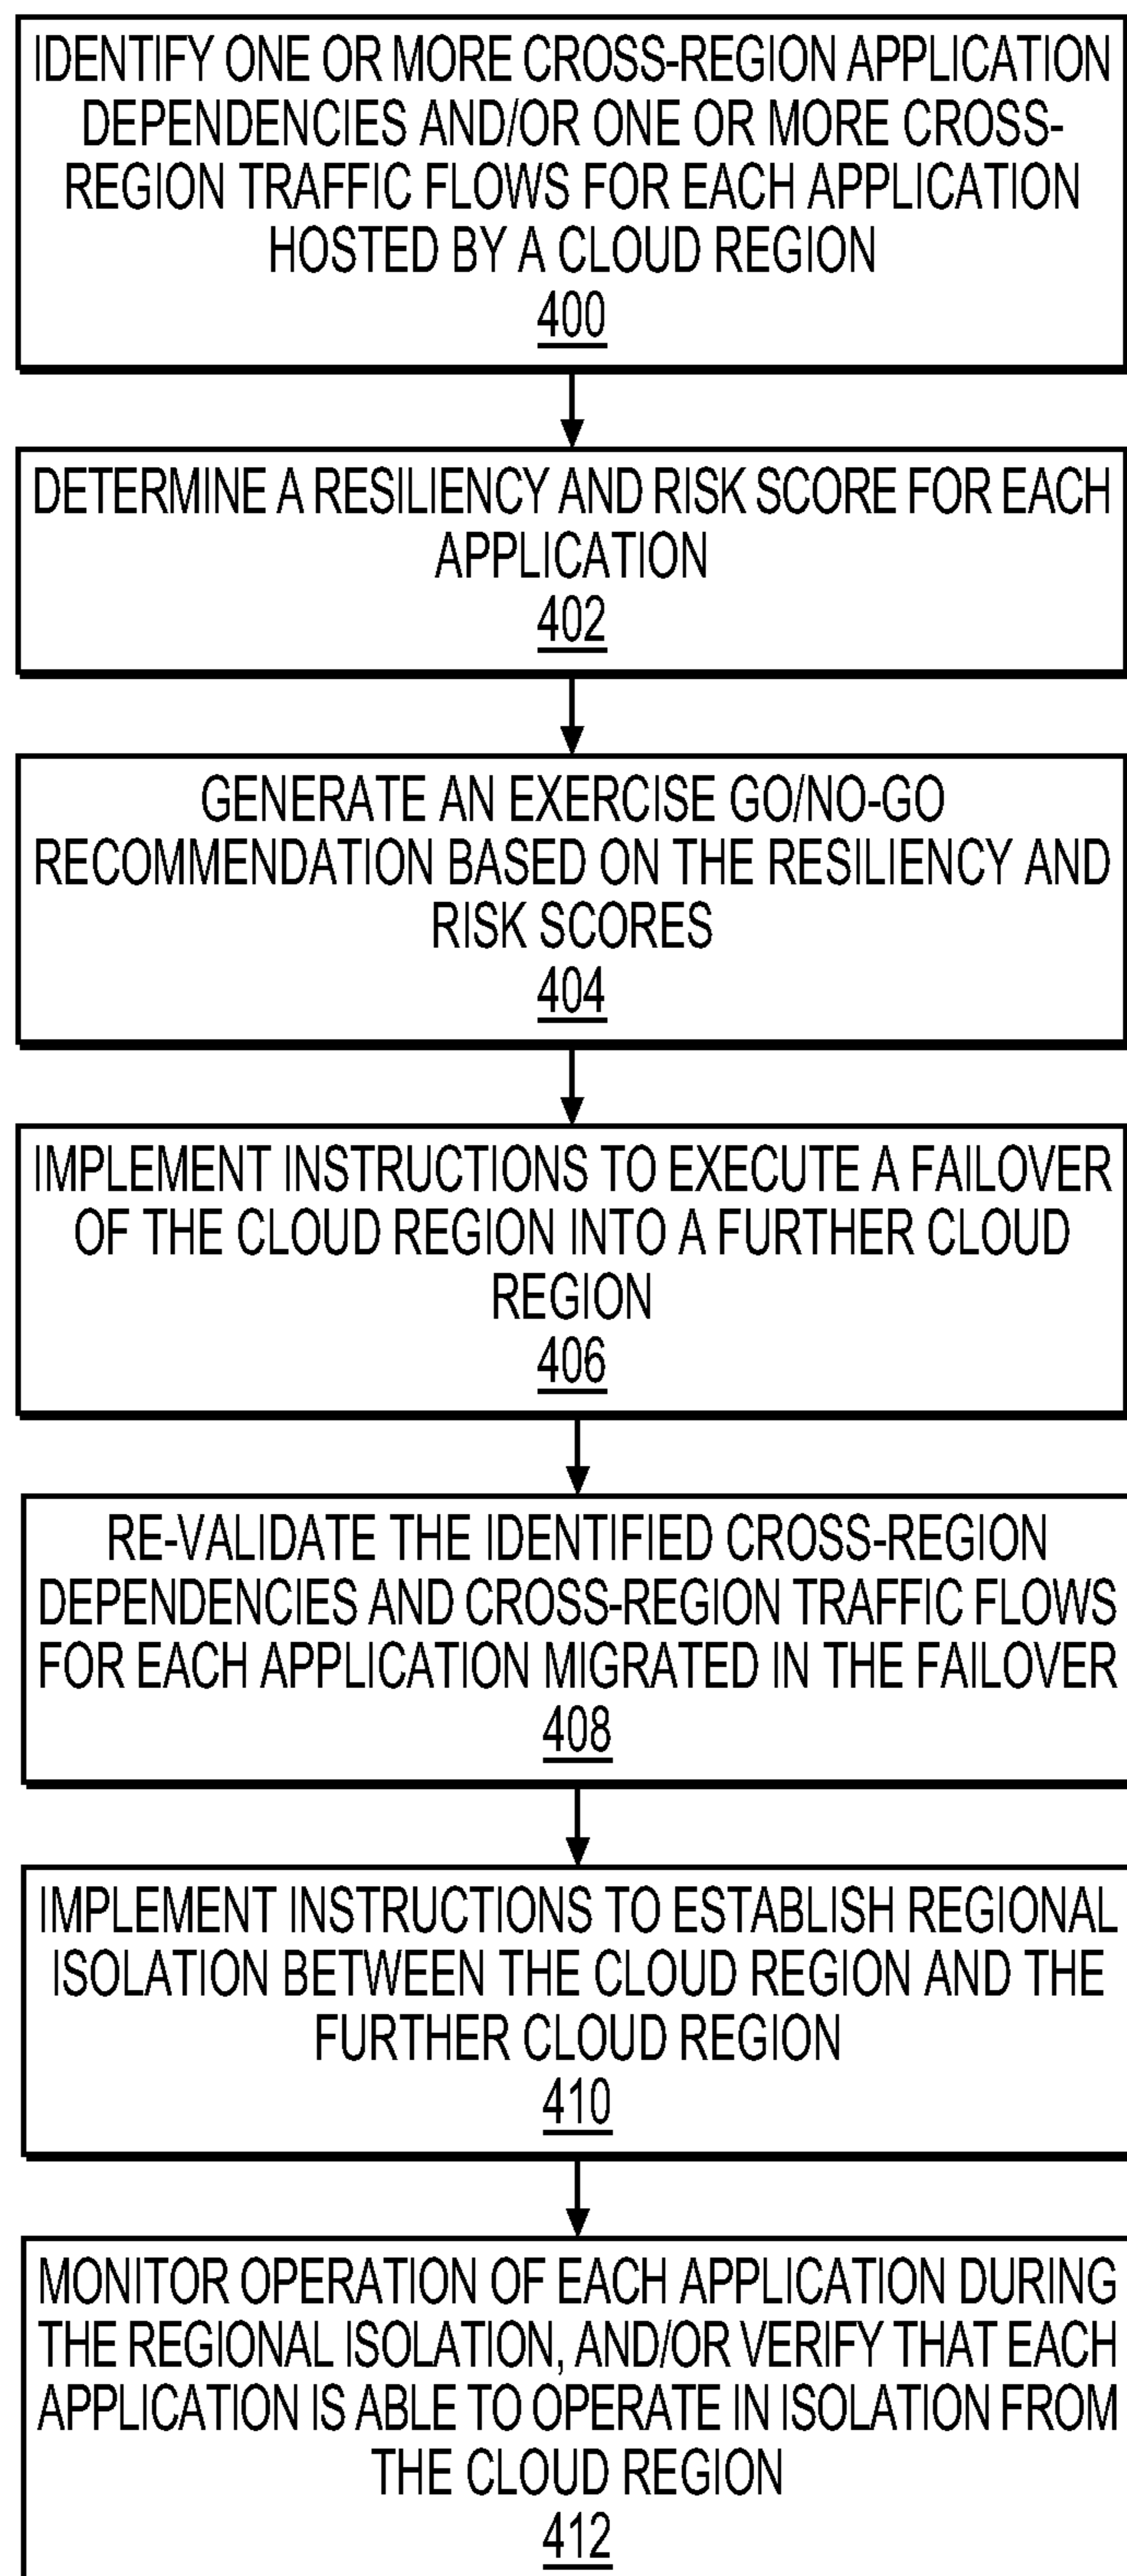 IDENTIFY ONE OR MORE CROSS-REGION APPLICATION
DEPENDENCIES AND/OR ONE OR MORE CROSS-
REGION TRAFFIC FLOWS FOR EACH APPLICATION
HOSTED BY A CLOUD REGION
400
DETERMINE A RESILIENCY AND RISK SCORE FOR EACH
APPLICATION
402
GENERATE AN EXERCISE GO/NO-GO
RECOMMENDATION BASED ON THE RESILIENCY AND
RISK SCORES
404
IMPLEMENT INSTRUCTIONS TO EXECUTE A FAILOVER
OF THE CLOUD REGION INTO A FURTHER CLOUD
REGION
406
RE-VALIDATE THE IDENTIFIED CROSS-REGION
DEPENDENCIES AND CROSS-REGION TRAFFIC FLOWS
FOR EACH APPLICATION MIGRATED IN THE FAILOVER
408
IMPLEMENT INSTRUCTIONS TO ESTABLISH REGIONAL
ISOLATION BETWEEN THE CLOUD REGION AND THE
FURTHER CLOUD REGION
410
MONITOR OPERATION OF EACH APPLICATION DURING
THE REGIONAL ISOLATION, AND/OR VERIFY THAT EACH
APPLICATION IS ABLE TO OPERATE IN ISOLATION FROM
THE CLOUD REGION
412